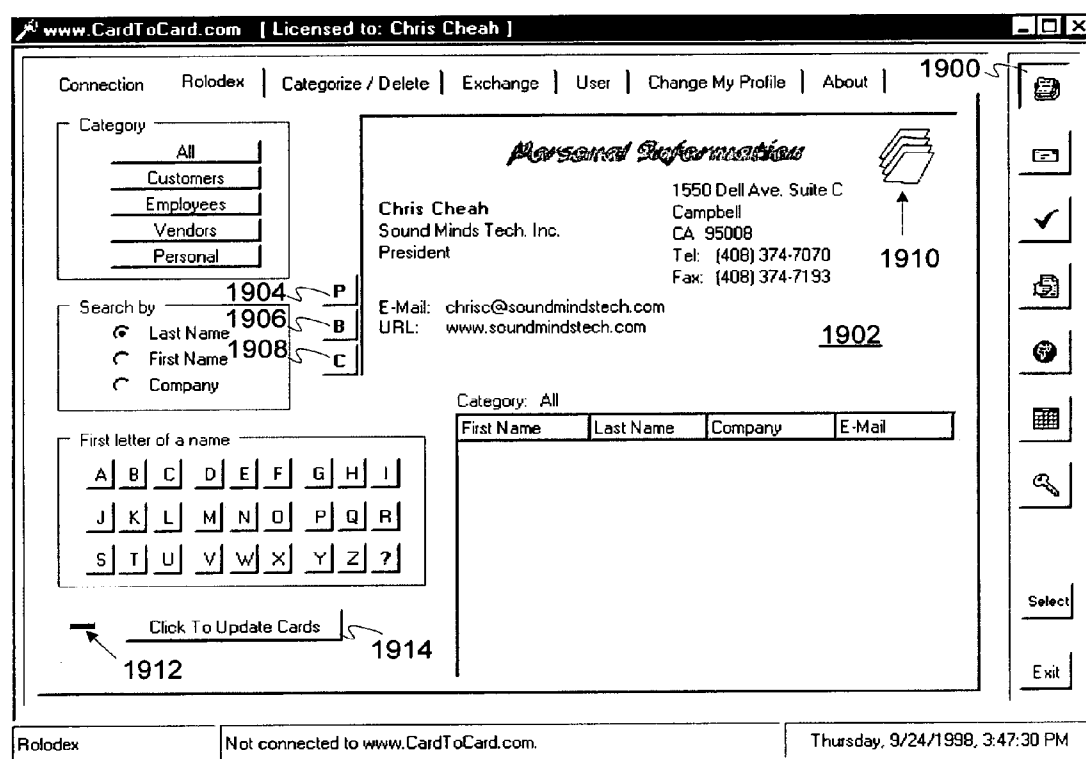 www.CardToCard.com [ Licensed to: Chris Cheah ]
Connection Rolodex Categorize / Delete Exchange User Change My Profile About
1900
Category
All
Customers
Employees
Vendors
Personal
Personal Information
1910
Chris Cheah
Sound Minds Tech. Inc.
President
1550 Dell Ave. Suite C
Campbell
CA 95008
Tel: (408) 374-7070
Fax: (408) 374-7193
E-Mail: chrisc@soundmindstech.com
URL: www.soundmindstech.com
1902
1904 P
1906 B
1908 C
Search by
Last Name
First Name
Company
Category: All
First Name Last Name Company E-Mail
First letter of a name
A B C D E F G H I
J K L M N O P Q R
S T U V W X Y Z ?
Click To Update Cards
1912
1914
Select
Exit
Rolodex
Not connected to www.CardToCard.com.
Thursday, 9/24/1998, 3:47:30 PM